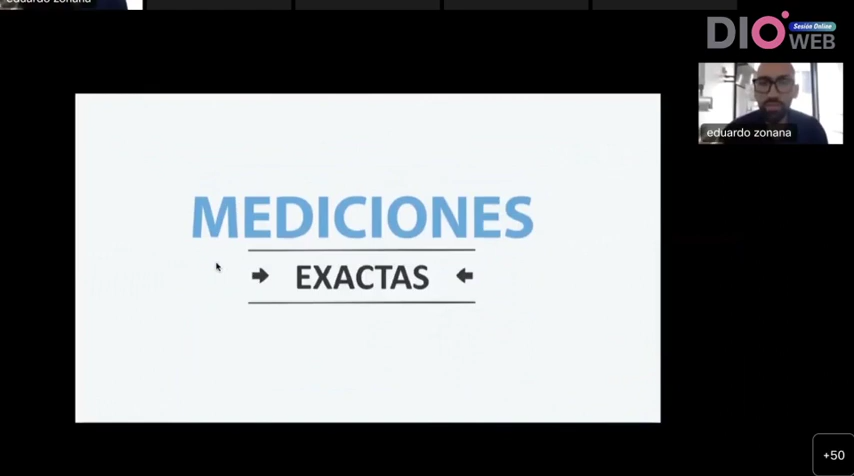 eduardo zonana
DIO
Sesión Online
WEB
eduardo zonana
MEDICIONES
EXACTAS
+50